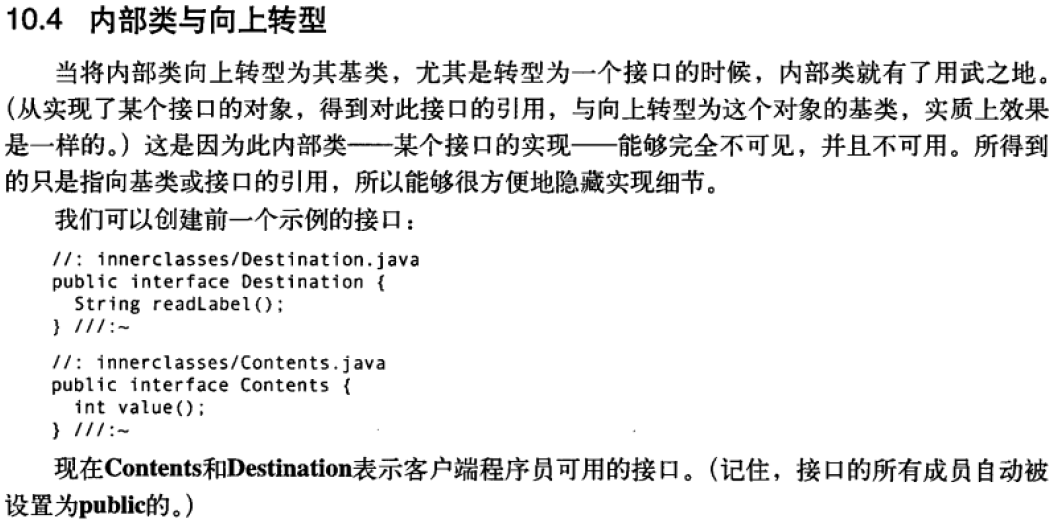 10.4 内部类与向上转型
当将内部类向上转型为其基类，尤其是转型为一个接口的时候，内部类就有了用武之地。
(从实现了某个接口的对象，得到对此接口的引用，与向上转型为这个对象的基类，实质上效果
是一样的。) 这是因为此内部类——某个接口的实现——能够完全不可见，并且不可用。所得到
的只是指向基类或接口的引用，所以能够很方便地隐藏实现细节。
我们可以创建前一个示例的接口：
//: innerclasses/Destination.java
public interface Destination {
  String readLabel();
} ///:~
//: innerclasses/Contents.java
public interface Contents {
  int value();
} ///:~
现在Contents和Destination表示客户端程序员可用的接口。(记住，接口的所有成员自动被
设置为public的。)